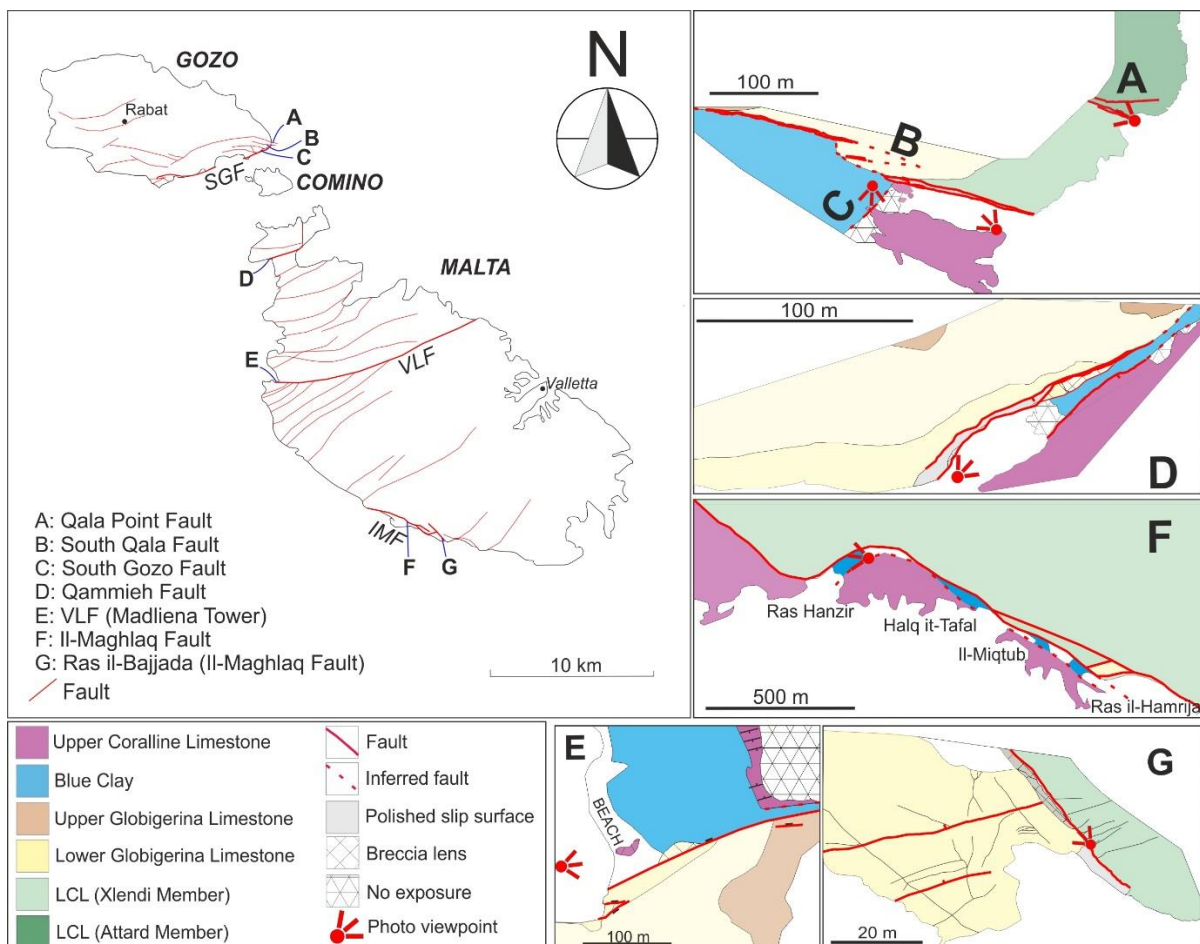 GOZO
Rabat
A
B
C
SGF
COMINO
N
D
MALTA
E
VLF
Valletta
IMF
F
G
A: Qala Point Fault
B: South Qala Fault
C: South Gozo Fault
D: Qammieh Fault
E: VLF (Madliena Tower)
F: Il-Maghlaq Fault
G: Ras il-Bajjada (Il-Maghlaq Fault)
Fault
10 km
100 m
A
B
C
100 m
D
F
Ras Hanzir
Halq it-Tafal
Il-Miqtub
Ras il-Hamrija
500 m
Upper Coralline Limestone
Blue Clay
Upper Globigerina Limestone
Lower Globigerina Limestone
LCL (Xlendi Member)
LCL (Attard Member)
Fault
Inferred fault
Polished slip surface
Breccia lens
No exposure
Photo viewpoint
E
BEACH
100 m
G
20 m